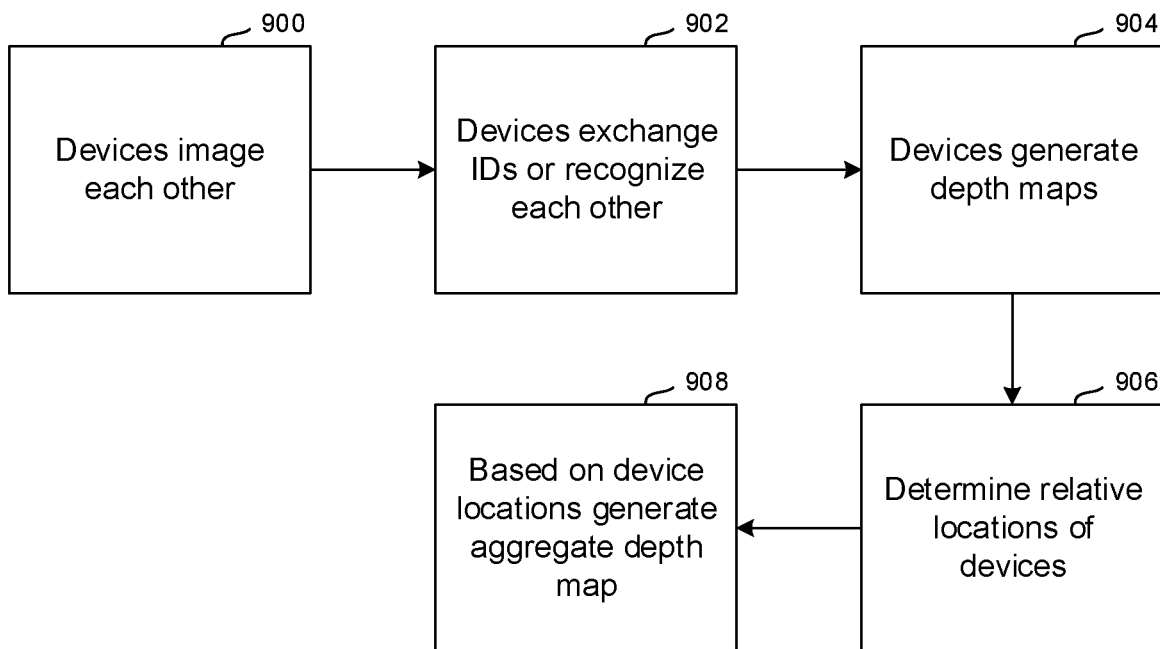 900
Devices image
each other
902
Devices exchange
IDs or recognize
each other
904
Devices generate
depth maps
906
Determine relative
locations of
devices
908
Based on device
locations generate
aggregate depth
map